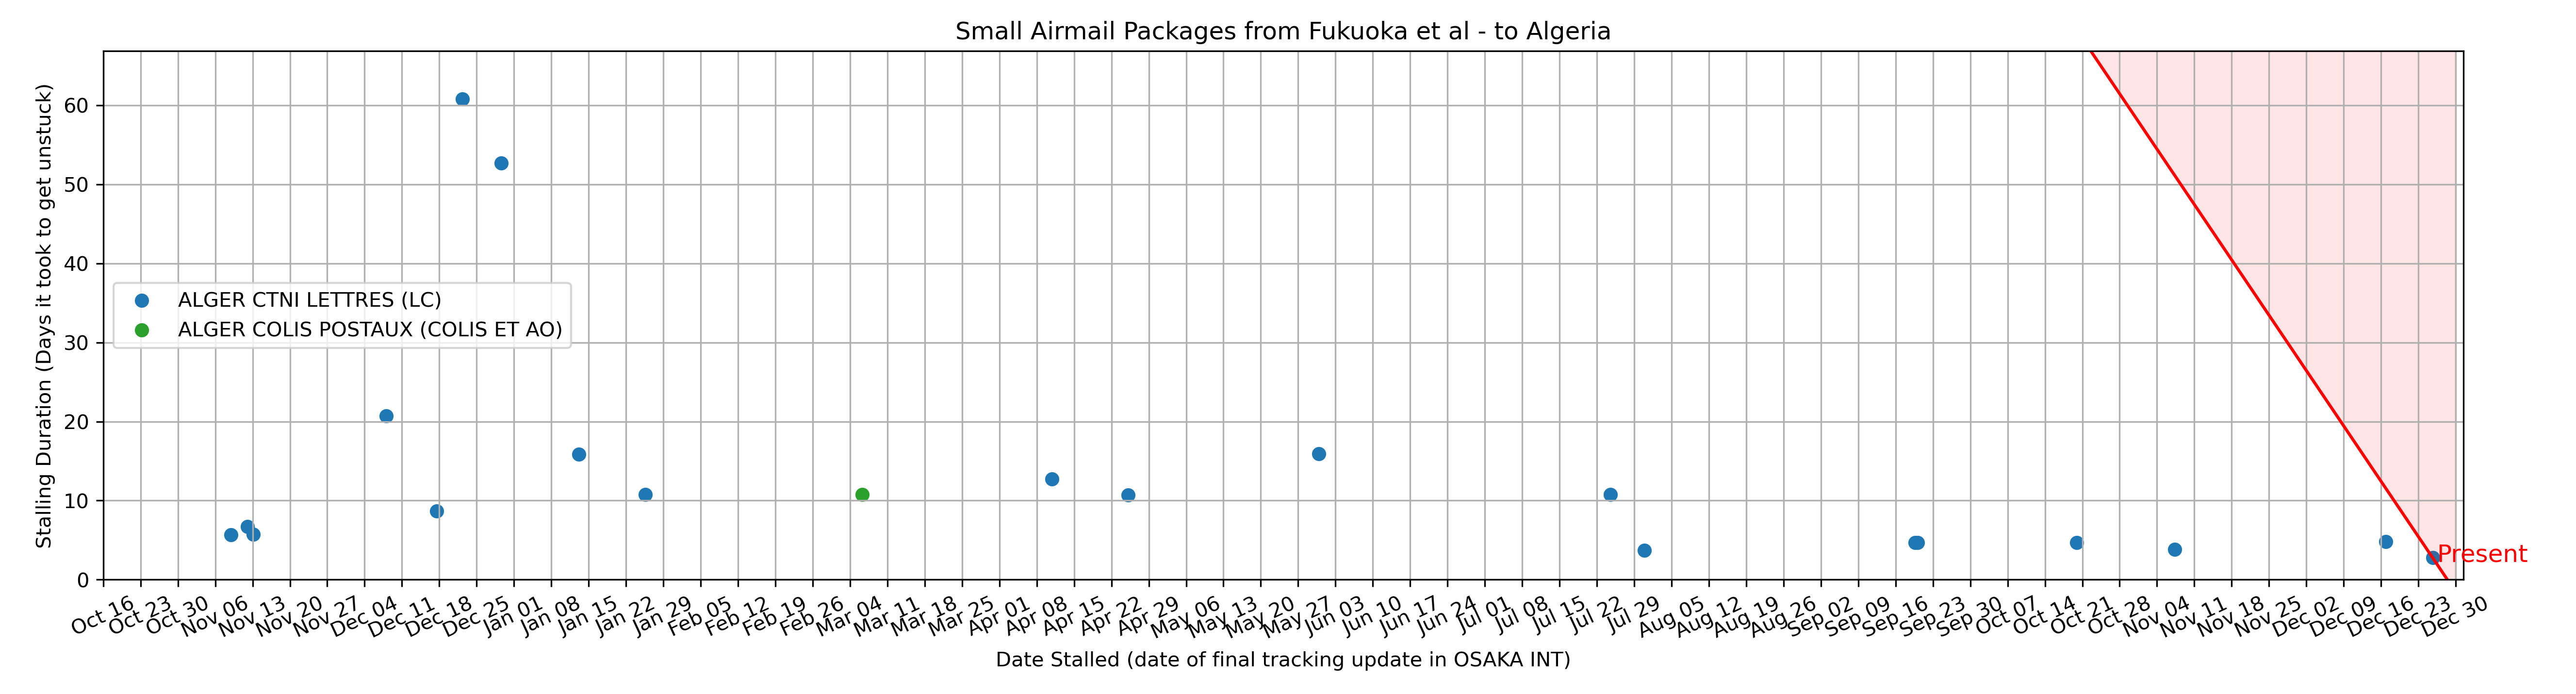 Small Airmail Packages from Fukuoka et al - to Algeria
Stalling Duration (Days it took to get unstuck)
60
50
40
30
20
10
0
ALGER CTNI LETTRES (LC)
ALGER COLIS POSTAUX (COLIS ET AO)
Present
Oct 16
Oct 23
Oct 30
Nov 06
Nov 13
Nov 20
Nov 27
Dec 04
Dec 11
Dec 18
Dec 25
Jan 01
Jan 08
Jan 15
Jan 22
Jan 29
Feb 05
Feb 12
Feb 19
Feb 26
Mar 04
Mar 11
Mar 18
Mar 25
Apr 01
Apr 08
Apr 15
Apr 22
Apr 29
May 06
May 13
May 20
May 27
Jun 03
Jun 10
Jun 17
Jun 24
Jul 01
Jul 08
Jul 15
Jul 22
Jul 29
Aug 05
Aug 12
Aug 19
Aug 26
Sep 02
Sep 09
Sep 16
Sep 23
Sep 30
Oct 07
Oct 14
Oct 21
Oct 28
Nov 04
Nov 11
Nov 18
Nov 25
Dec 02
Dec 09
Dec 16
Dec 23
Dec 30
Date Stalled (date of final tracking update in OSAKA INT)